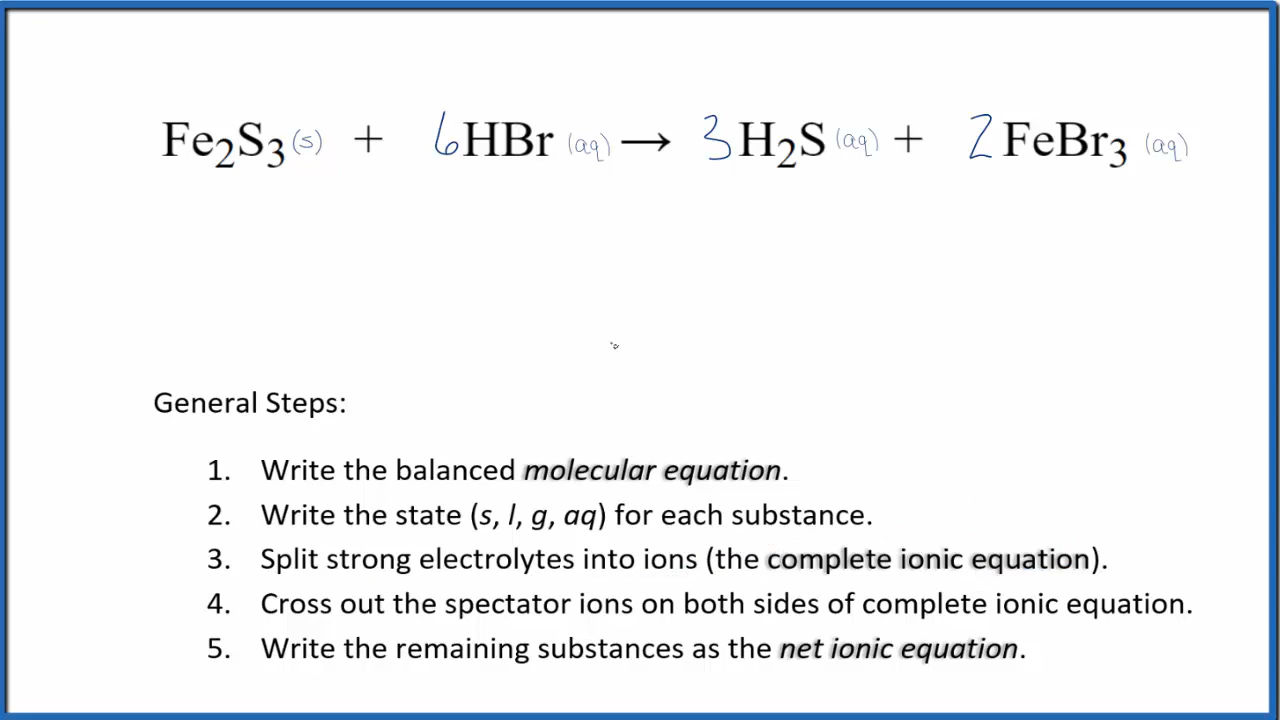 Fe₂S₃ (s) + 6HBr (aq) → 3H₂S (aq) + 2FeBr₃ (aq)
General Steps:
1. Write the balanced molecular equation.
2. Write the state (s, l, g, aq) for each substance.
3. Split strong electrolytes into ions (the complete ionic equation).
4. Cross out the spectator ions on both sides of complete ionic equation.
5. Write the remaining substances as the net ionic equation.